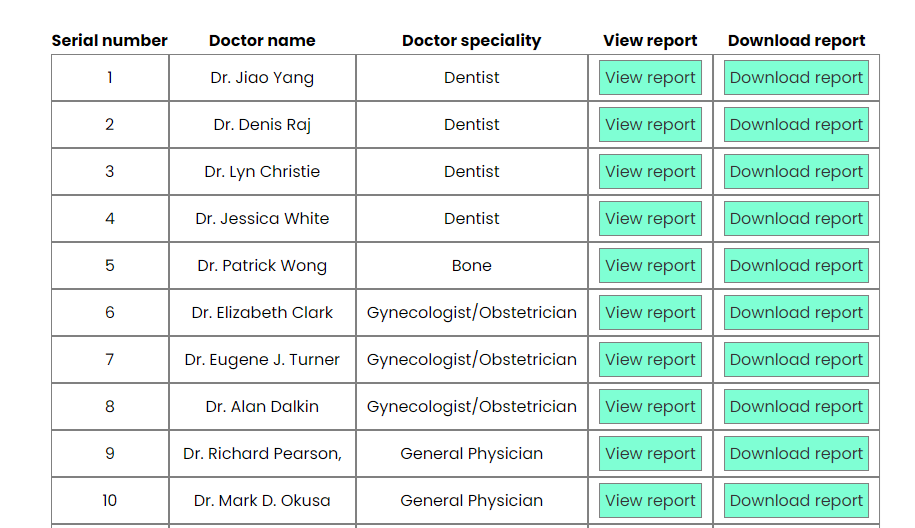 Serial number Doctor name Doctor speciality View report Download report
1 Dr. Jiao Yang Dentist View report Download report
2 Dr. Denis Raj Dentist View report Download report
3 Dr. Lyn Christie Dentist View report Download report
4 Dr. Jessica White Dentist View report Download report
5 Dr. Patrick Wong Bone View report Download report
6 Dr. Elizabeth Clark Gynecologist/Obstetrician View report Download report
7 Dr. Eugene J. Turner Gynecologist/Obstetrician View report Download report
8 Dr. Alan Dalkin Gynecologist/Obstetrician View report Download report
9 Dr. Richard Pearson, General Physician View report Download report
10 Dr. Mark D. Okusa General Physician View report Download report